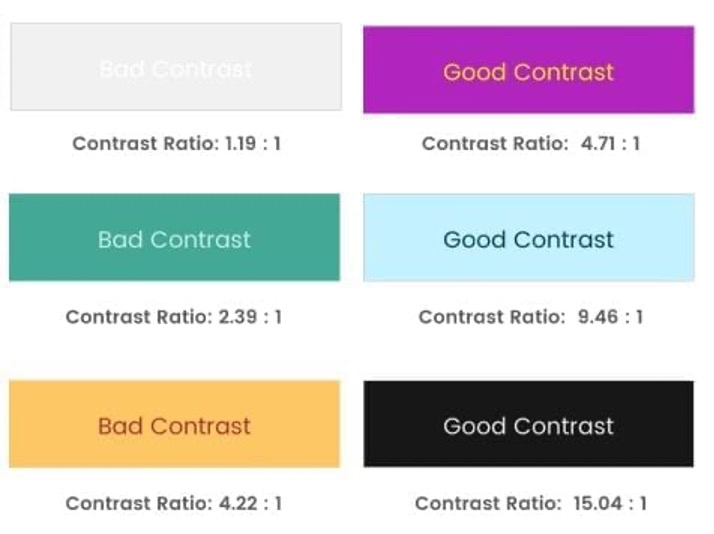 Bad Contrast
Good Contrast
Contrast Ratio: 1.19 : 1
Contrast Ratio: 4.71 : 1
Bad Contrast
Good Contrast
Contrast Ratio: 2.39 : 1
Contrast Ratio: 9.46 : 1
Bad Contrast
Good Contrast
Contrast Ratio: 4.22 : 1
Contrast Ratio: 15.04 : 1